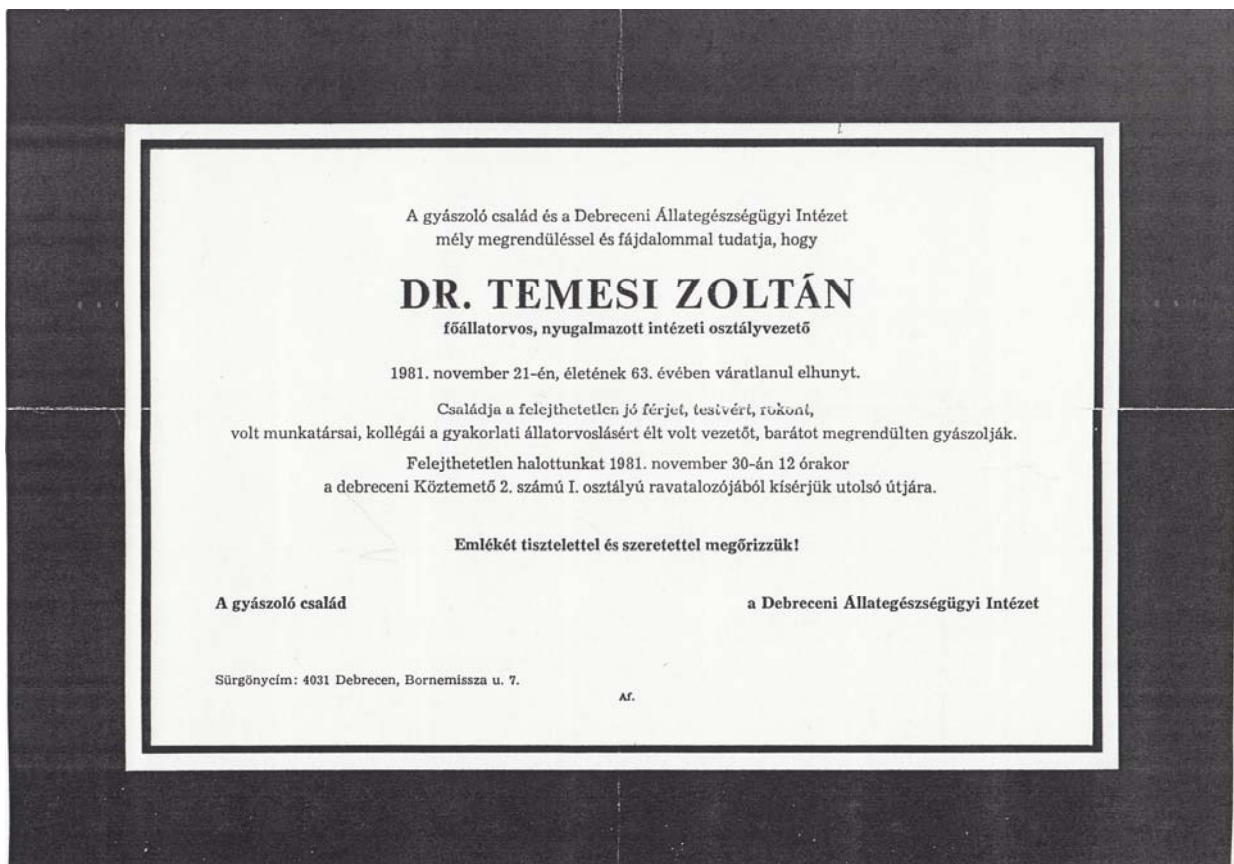 A gyászoló család és a Debreceni Állategészségügyi Intézet
mély megrendüléssel és fájdalommal tudatja, hogy
DR. TEMESI ZOLTÁN
főállatorvos, nyugalmazott intézeti osztályvezető
1981. november 21-én, életének 63. évében váratlanul elhunyt.
Családja a felejthetetlen jó férjet, testvért, rokont,
volt munkatársai, kollégái a gyakorlati állatorvoslásért élt volt vezetőt, barátot megrendülten gyászolják.
Felejthetetlen halottunkat 1981. november 30-án 12 órakor
a debreceni Köztemető 2. számú I. osztályú ravatalozójából kísérjük utolsó útjára.
Emlékét tisztelettel és szeretettel megőrizzük!
A gyászoló család
a Debreceni Állategészségügyi Intézet
Sürgönycím: 4031 Debrecen, Bornemissza u. 7.
Af.